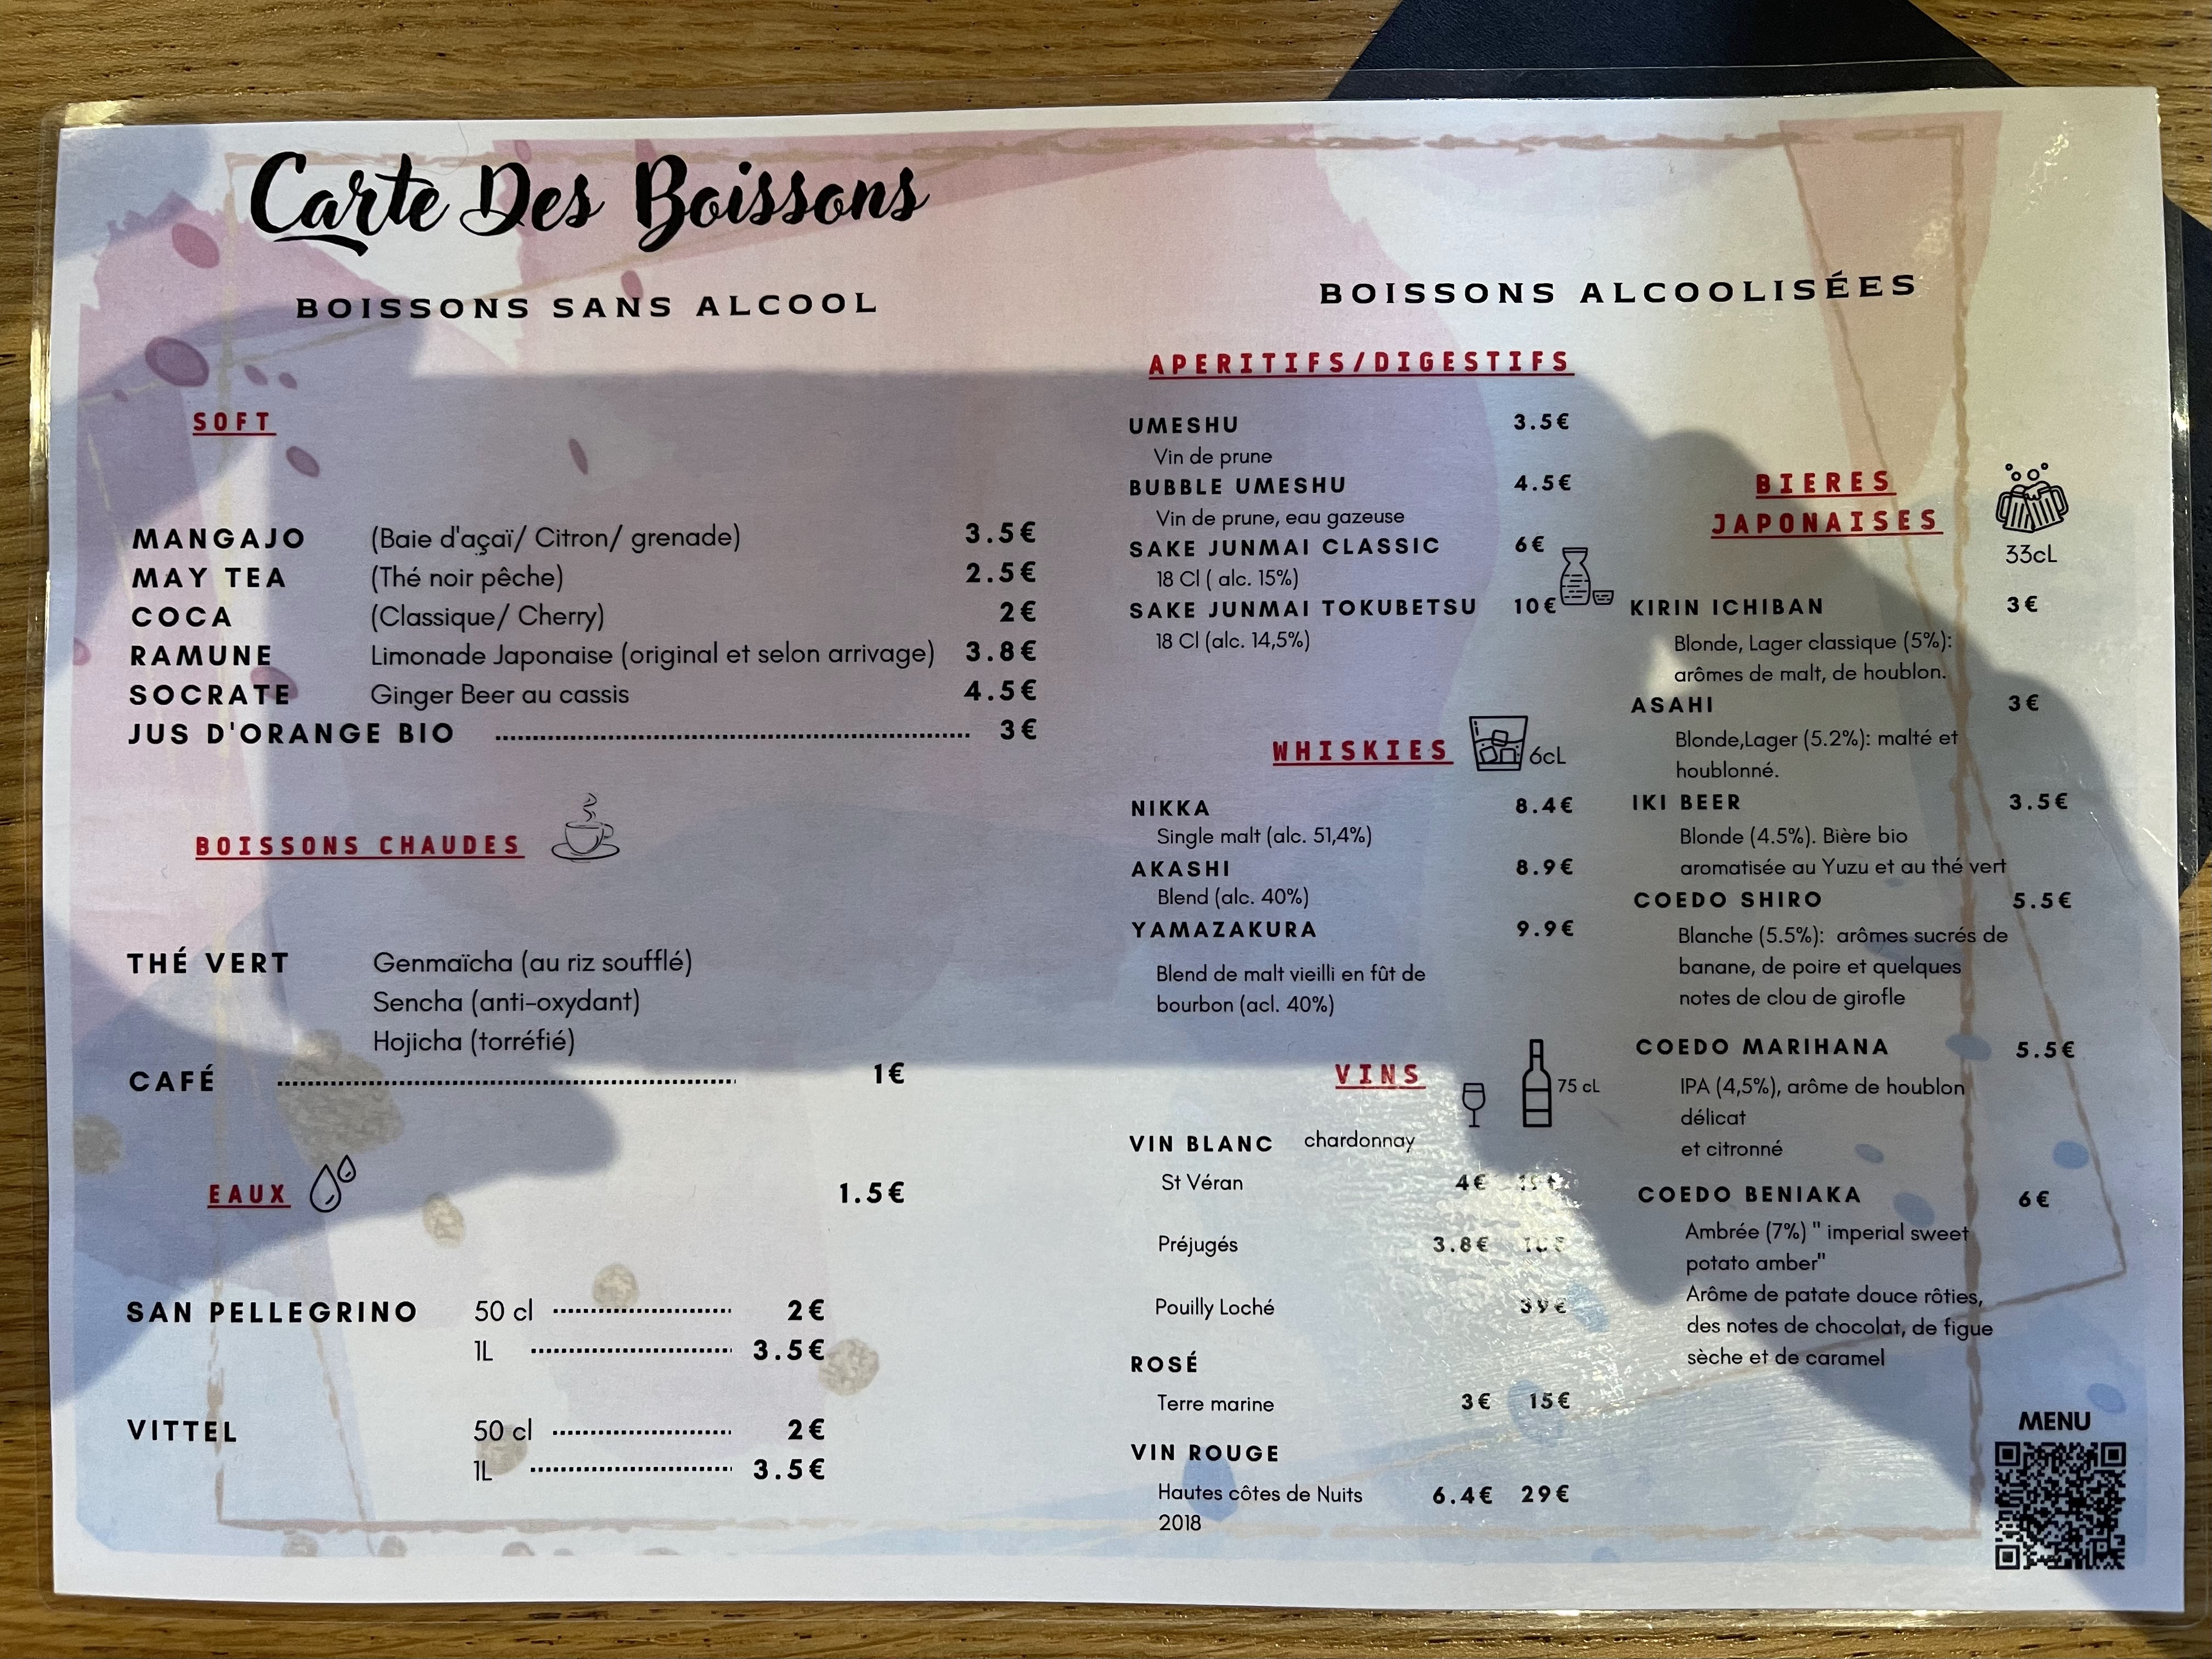 Carte Des Boissons
BOISSONS SANS ALCOOL
SOFT
MANGAJO (Baie d'açaï/ Citron/ grenade) 3.5€
MAY TEA (Thé noir pêche) 2.5€
COCA (Classique/ Cherry) 2€
RAMUNE Limonade Japonaise (original et selon arrivage) 3.8€
SOCRATE Ginger Beer au cassis 4.5€
JUS D'ORANGE BIO 3€
BOISSONS CHAUDES
THÉ VERT Genmaïcha (au riz soufflé)
Sencha (anti-oxydant)
Hojicha (torréfié)
CAFÉ 1€
EAUX 1.5€
SAN PELLEGRINO 50 cl 2€
1L 3.5€
VITTEL 50 cl 2€
1L 3.5€
BOISSONS ALCOOLISÉES
APERITIFS/DIGESTIFS
UMESHU 3.5€
Vin de prune
BUBBLE UMESHU 4.5€
Vin de prune, eau gazeuse
SAKE JUNMAI CLASSIC 6€
18 Cl ( alc. 15%)
SAKE JUNMAI TOKUBETSU 10€
18 Cl (alc. 14,5%)
WHISKIES 6cL
NIKKA 8.4€
Single malt (alc. 51,4%)
AKASHI 8.9€
Blend (alc. 40%)
YAMAZAKURA 9.9€
Blend de malt vieilli en fût de
bourbon (acl. 40%)
VINS 75 cL
VIN BLANC chardonnay
St Véran 4€
Préjugés 3.8€
Pouilly Loché 39€
ROSÉ
Terre marine 3€ 15€
VIN ROUGE
Hautes côtes de Nuits 6.4€ 29€
2018
BIERES
JAPONAISES
33cL
KIRIN ICHIBAN 3€
Blonde, Lager classique (5%):
arômes de malt, de houblon.
ASAHI 3€
Blonde,Lager (5.2%): malté et
houblonné.
IKI BEER 3.5€
Blonde (4.5%). Bière bio
aromatisée au Yuzu et au thé vert
COEDO SHIRO 5.5€
Blanche (5.5%): arômes sucrés de
banane, de poire et quelques
notes de clou de girofle
COEDO MARIHANA 5.5€
IPA (4,5%), arôme de houblon
délicat
et citronné
COEDO BENIAKA 6€
Ambrée (7%) " imperial sweet
potato amber"
Arôme de patate douce rôties,
des notes de chocolat, de figue
sèche et de caramel
MENU